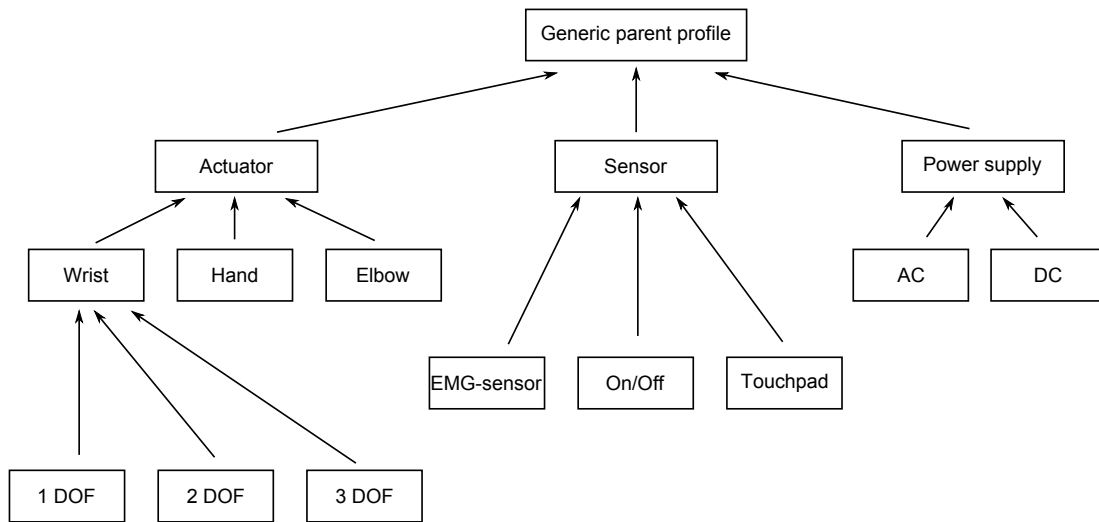 Generic parent profile
Actuator
Sensor
Power supply
Wrist
Hand
Elbow
AC
DC
EMG-sensor
On/Off
Touchpad
1 DOF
2 DOF
3 DOF